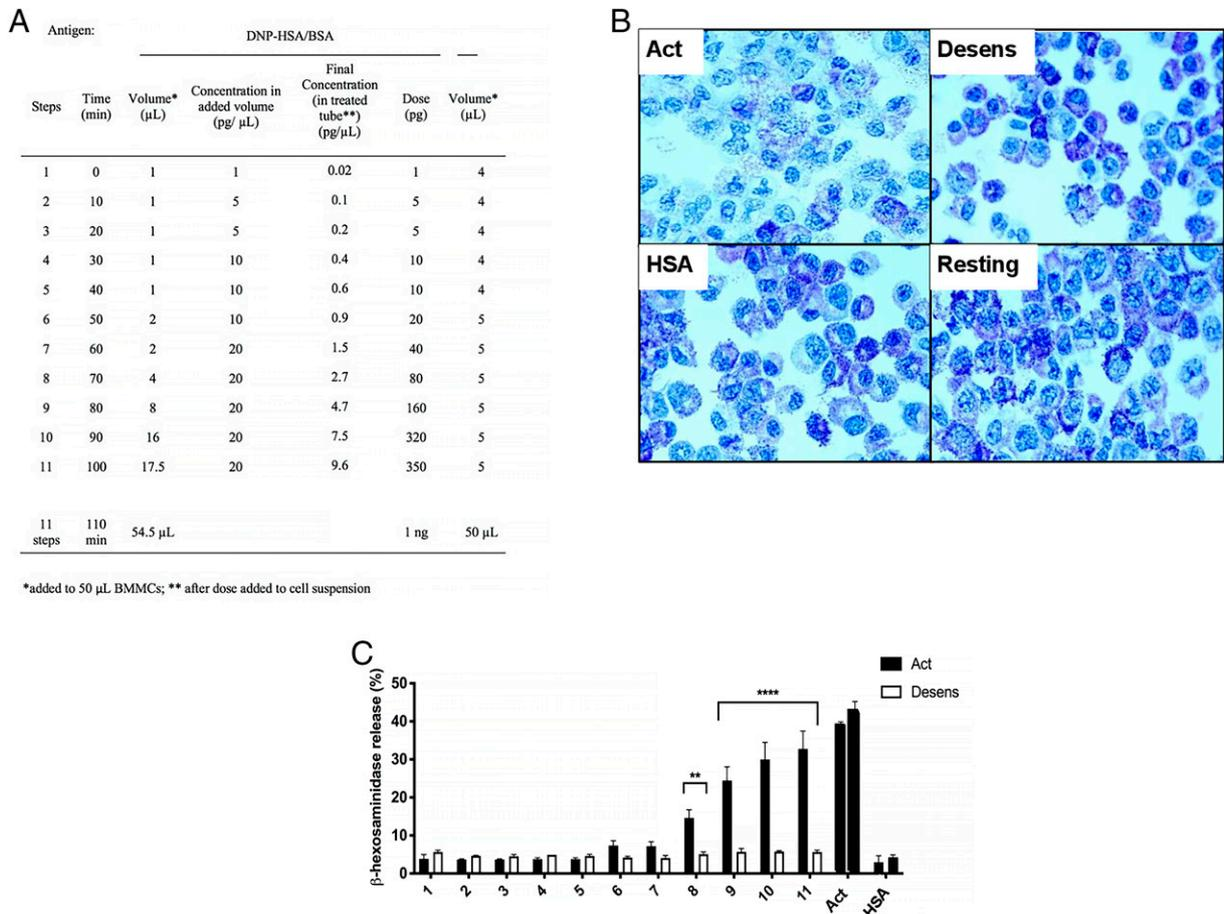 A
Antigen:
DNP-HSA/BSA
Steps Time (min) Volume* (µL) Concentration in added volume (pg/ µL) Final Concentration (in treated tube**) (pg/µL) Dose (pg) Volume* (µL)
1 0 1 1 0.02 1 4
2 10 1 5 0.1 5 4
3 20 1 5 0.2 5 4
4 30 1 10 0.4 10 4
5 40 1 10 0.6 10 4
6 50 2 10 0.9 20 5
7 60 2 20 1.5 40 5
8 70 4 20 2.7 80 5
9 80 8 20 4.7 160 5
10 90 16 20 7.5 320 5
11 100 17.5 20 9.6 350 5
11 steps 110 min 54.5 µL 1 ng 50 µL
*added to 50 µL BMMCs; ** after dose added to cell suspension
B
Act
Desens
HSA
Resting
C
β-hexosaminidase release (%)
50
40
30
20
10
0
**
****
Act
Desens
1 2 3 4 5 6 7 8 9 10 11 Act HSA